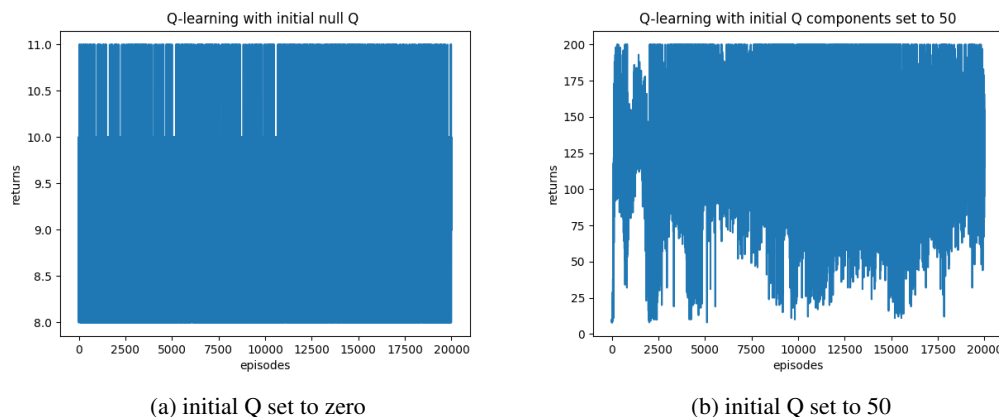 Q-learning with initial null Q
11.0
10.5
10.0
9.5
9.0
8.5
8.0
returns
0 2500 5000 7500 10000 12500 15000 17500 20000
episodes
(a) initial Q set to zero
Q-learning with initial Q components set to 50
200
175
150
125
100
75
50
25
0
returns
0 2500 5000 7500 10000 12500 15000 17500 20000
episodes
(b) initial Q set to 50